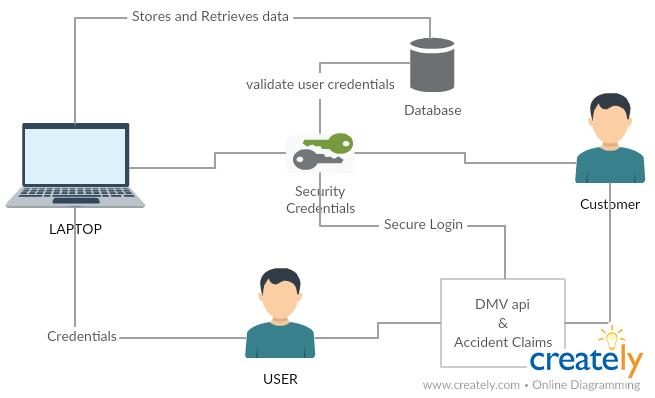 Stores and Retrieves data
validate user credentials
Database
Security
Credentials
Customer
LAPTOP
Secure Login
DMV api
&
Accident Claims
Credentials
USER
creately
www.creately.com • Online Diagramming